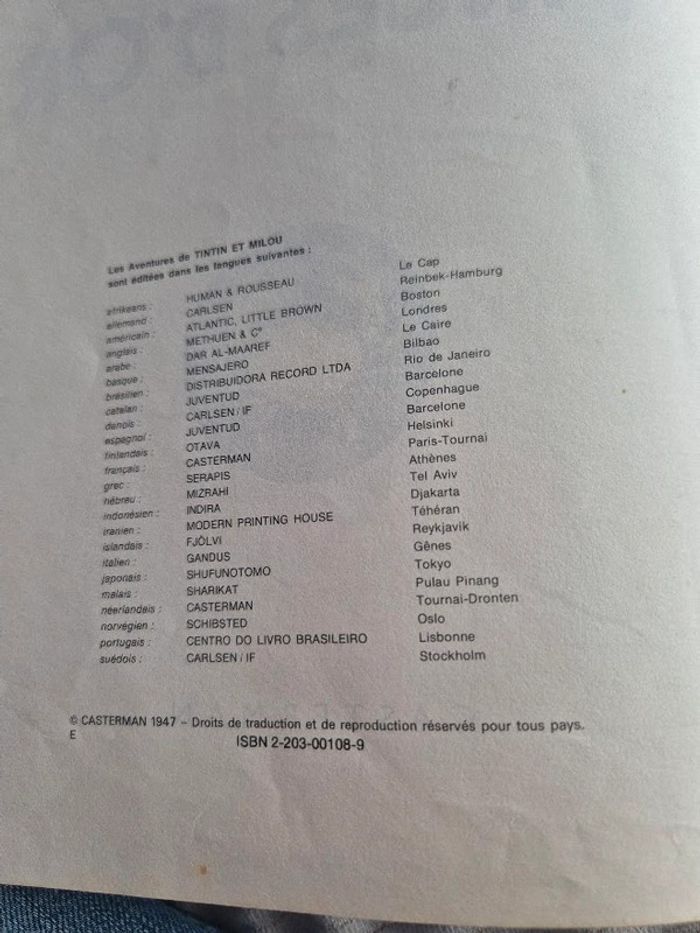 Les Aventures de TINTIN ET MILOU
sont éditées dans les langues suivantes :
afrikaans : HUMAN & ROUSSEAU Le Cap
allemand : CARLSEN Reinbek-Hamburg
américain : ATLANTIC, LITTLE BROWN Boston
anglais : METHUEN & C° Londres
arabe : DAR AL-MAAREF Le Caire
basque : MENSAJERO Bilbao
brésilien : DISTRIBUIDORA RECORD LTDA Rio de Janeiro
catalan : JUVENTUD Barcelone
danois : CARLSEN / IF Copenhague
espagnol : JUVENTUD Barcelone
finlandais : OTAVA Helsinki
français : CASTERMAN Paris-Tournai
grec : SERAPIS Athènes
hébreu : MIZRAHI Tel Aviv
indonésien : INDIRA Djakarta
iranien : MODERN PRINTING HOUSE Téhéran
islandais : FJÖLVI Reykjavik
italien : GANDUS Gênes
japonais : SHUFUNOTOMO Tokyo
malais : SHARIKAT Pulau Pinang
néerlandais : CASTERMAN Tournai-Dronten
norvégien : SCHIBSTED Oslo
portugais : CENTRO DO LIVRO BRASILEIRO Lisbonne
suédois : CARLSEN / IF Stockholm
© CASTERMAN 1947 – Droits de traduction et de reproduction réservés pour tous pays.
E
ISBN 2-203-00108-9